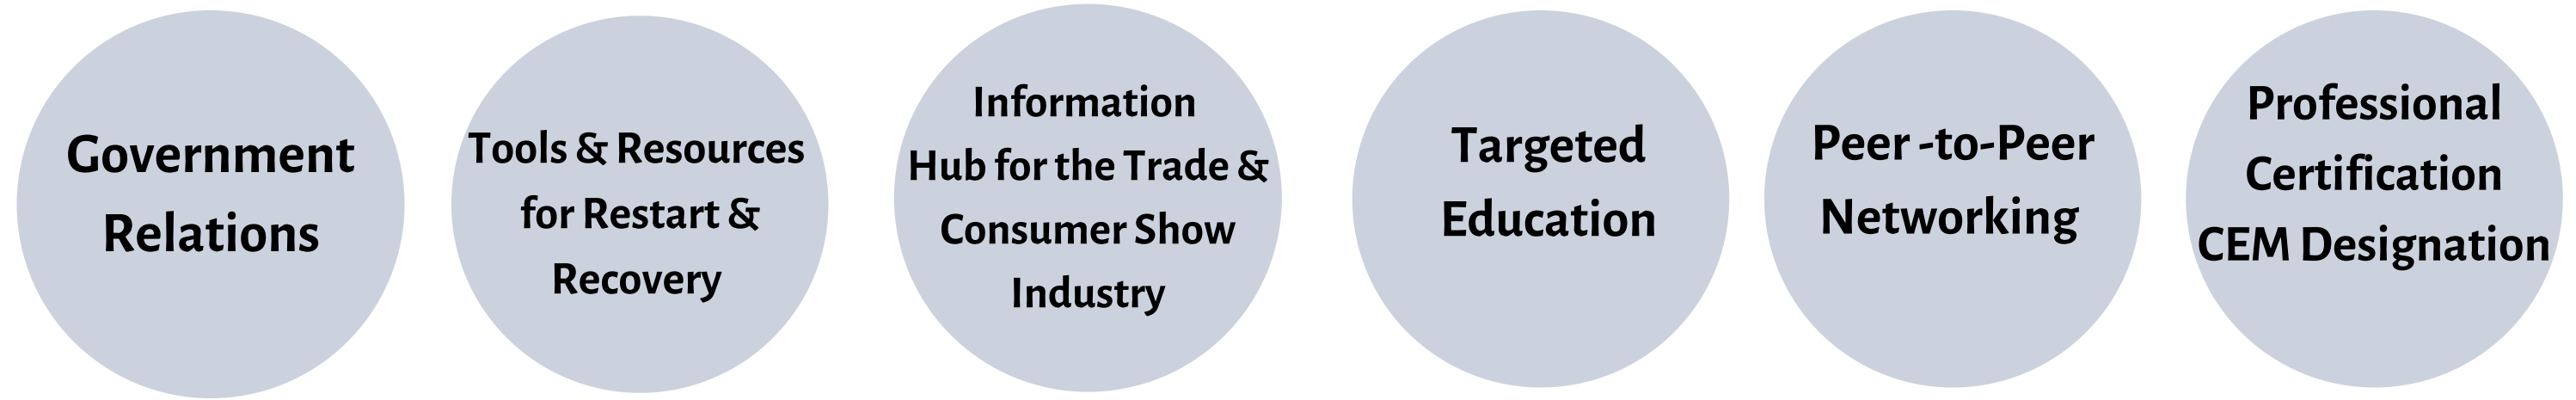 Government
Relations
Tools & Resources
for Restart &
Recovery
Information
Hub for the Trade &
Consumer Show
Industry
Targeted
Education
Peer -to-Peer
Networking
Professional
Certification
CEM Designation